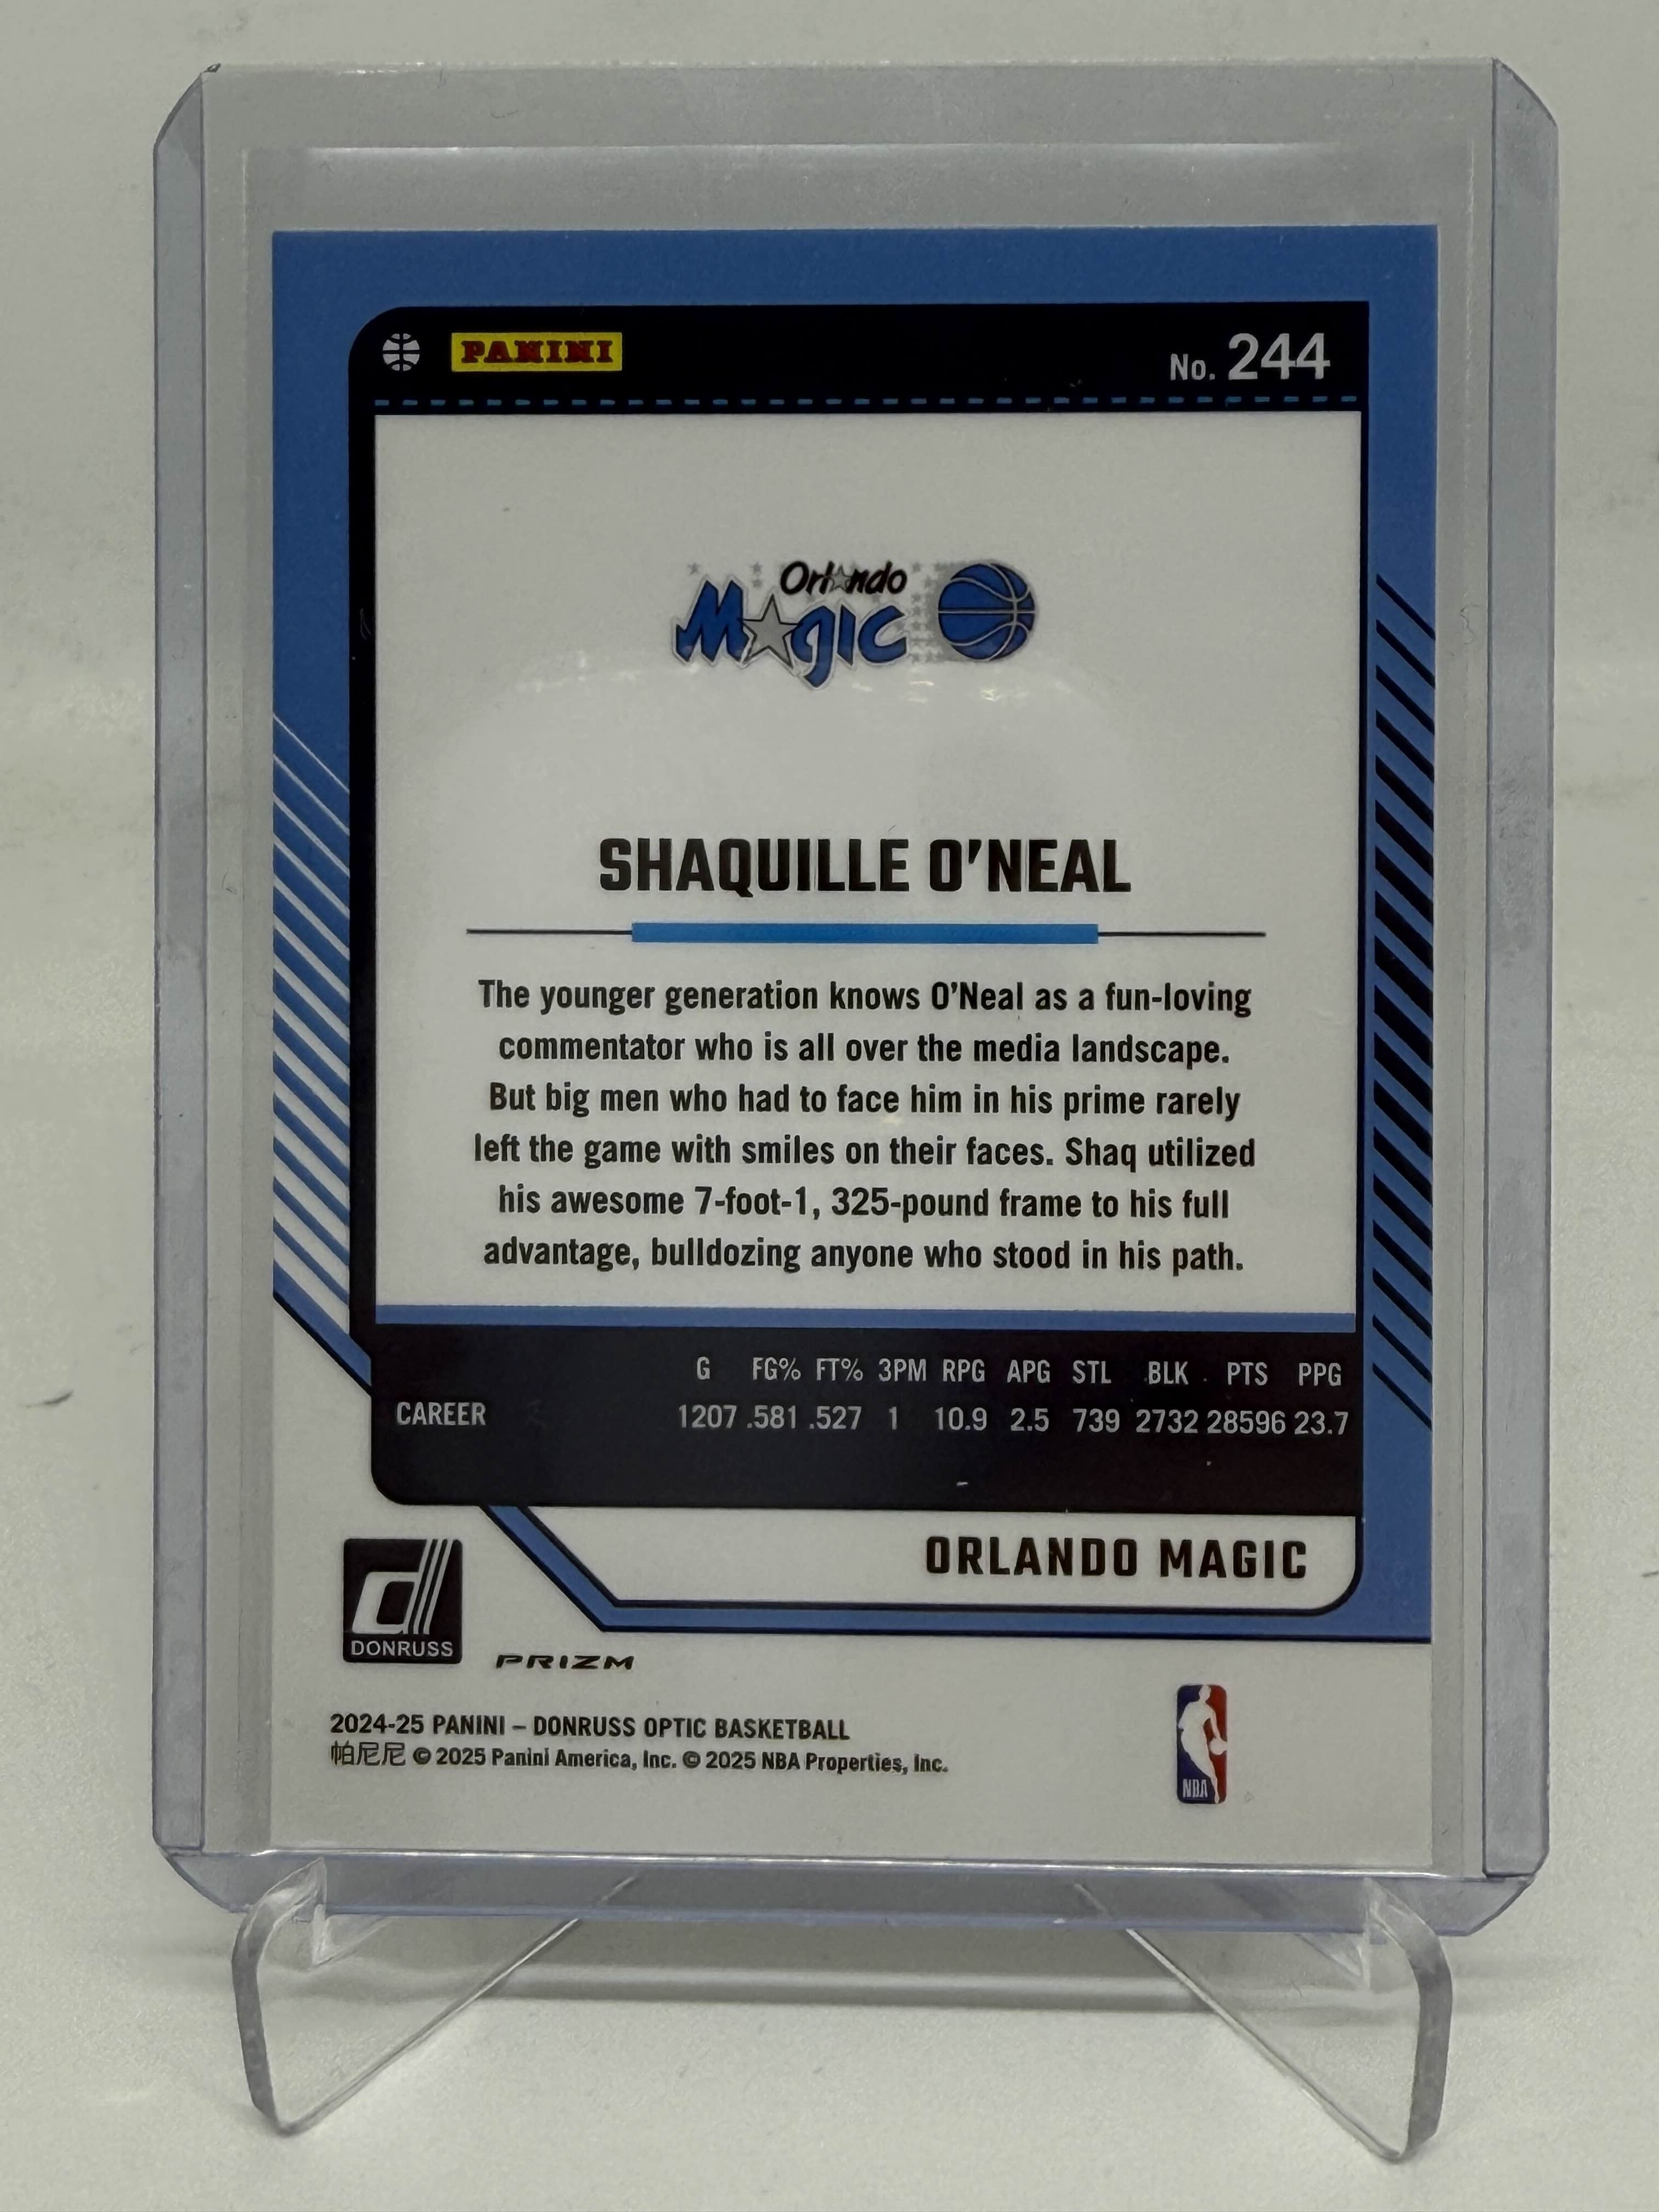 PANINI
No. 244
Orlando
Magic
SHAQUILLE O'NEAL
The younger generation knows O'Neal as a fun-loving
commentator who is all over the media landscape.
But big men who had to face him in his prime rarely
left the game with smiles on their faces. Shaq utilized
his awesome 7-foot-1, 325-pound frame to his full
advantage, bulldozing anyone who stood in his path.
G FG% FT% 3PM RPG APG STL BLK PTS PPG
CAREER 1207 .581 .527 1 10.9 2.5 739 2732 28596 23.7
ORLANDO MAGIC
d
DONRUSS
PRIZM
2024-25 PANINI – DONRUSS OPTIC BASKETBALL
帕尼尼 © 2025 Panini America, Inc. © 2025 NBA Properties, Inc.
NBA